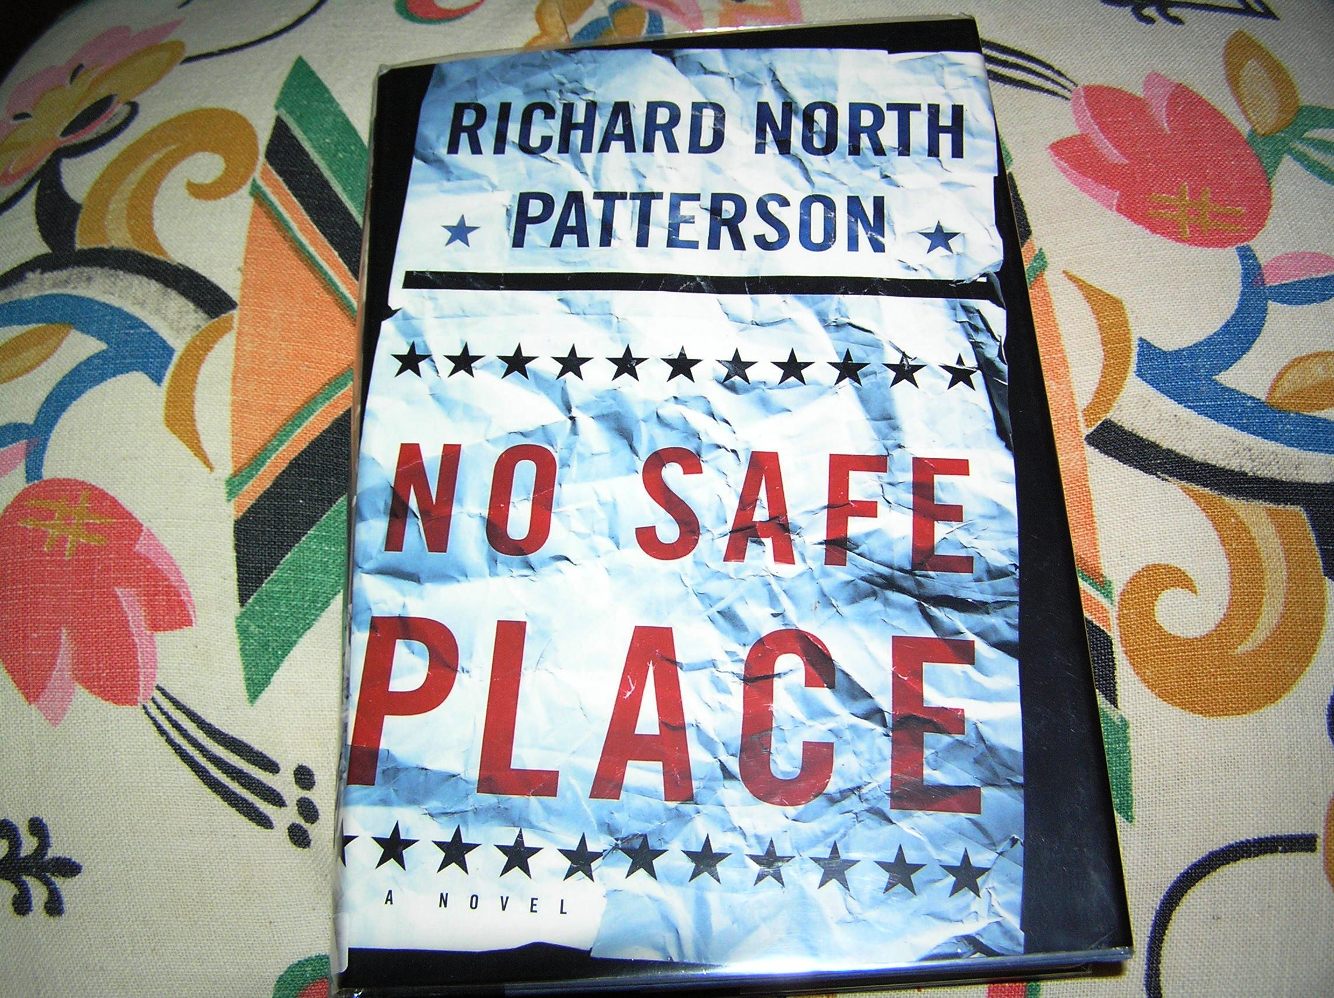 RICHARD NORTH
PATTERSON
NO SAFE
PLACE
A NOVEL